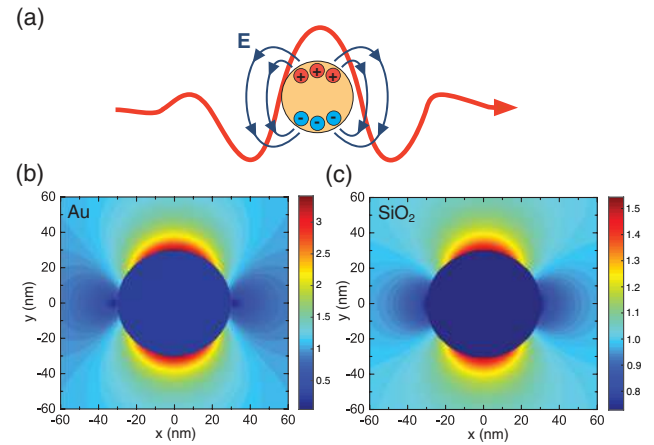 (a)
E
+ + +
- - -
(b)
(c)
Au
SiO₂
60
40
20
0
-20
-40
-60
y (nm)
-60 -40 -20 0 20 40 60
x (nm)
3
2.5
2
1.5
1
0.5
60
40
20
0
-20
-40
-60
y (nm)
-60 -40 -20 0 20 40 60
x (nm)
1.5
1.4
1.3
1.2
1.1
1.0
0.9
0.8